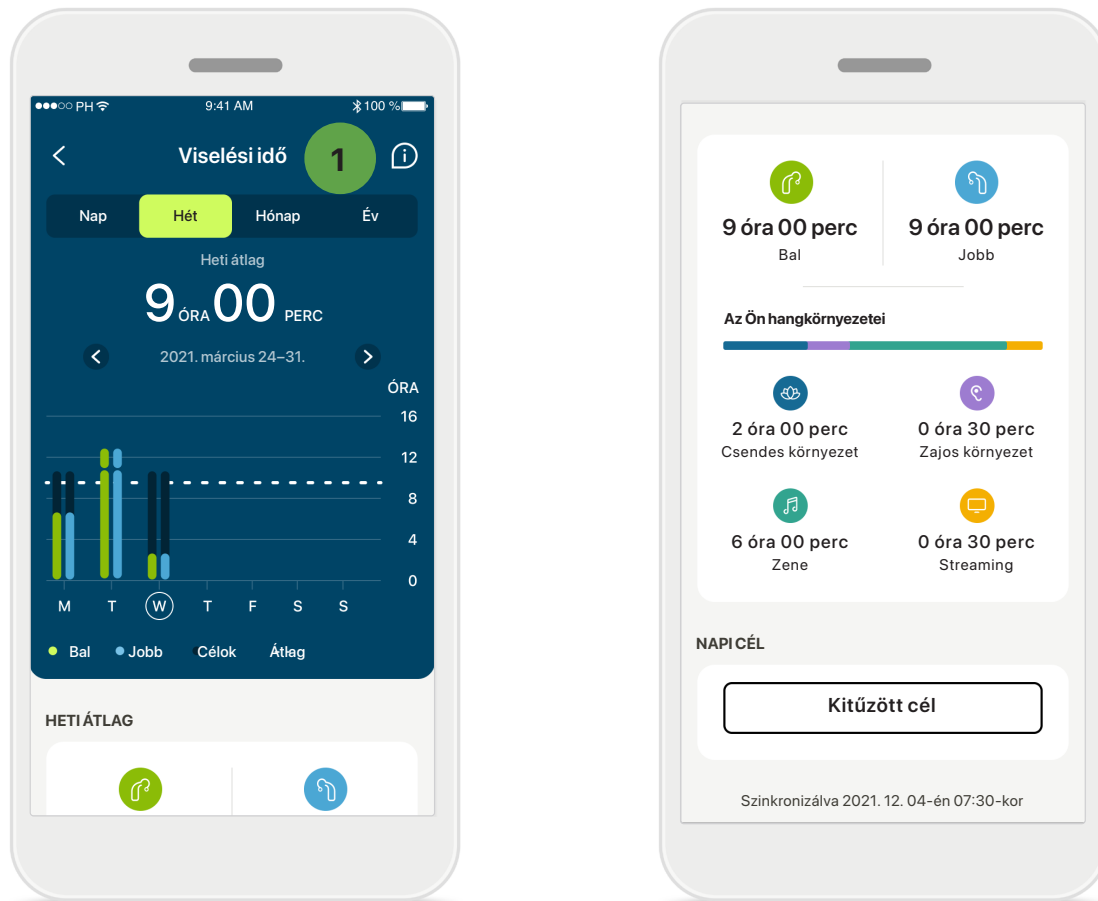 PH 9:41 AM 100 %
Viselési idő 1
Nap Hét Hónap Év
Heti átlag
9 ÓRA 00 PERC
2021. március 24–31.
ÓRA
16
12
8
4
0
M T W T F S S
Bal Jobb Célok Átlag
HETI ÁTLAG
9 óra 00 perc 9 óra 00 perc
Bal Jobb
Az Ön hangkörnyezetei
2 óra 00 perc 0 óra 30 perc
Csendes környezet Zajos környezet
6 óra 00 perc 0 óra 30 perc
Zene Streaming
NAPI CÉL
Kitűzött cél
Szinkronizálva 2021. 12. 04-én 07:30-kor